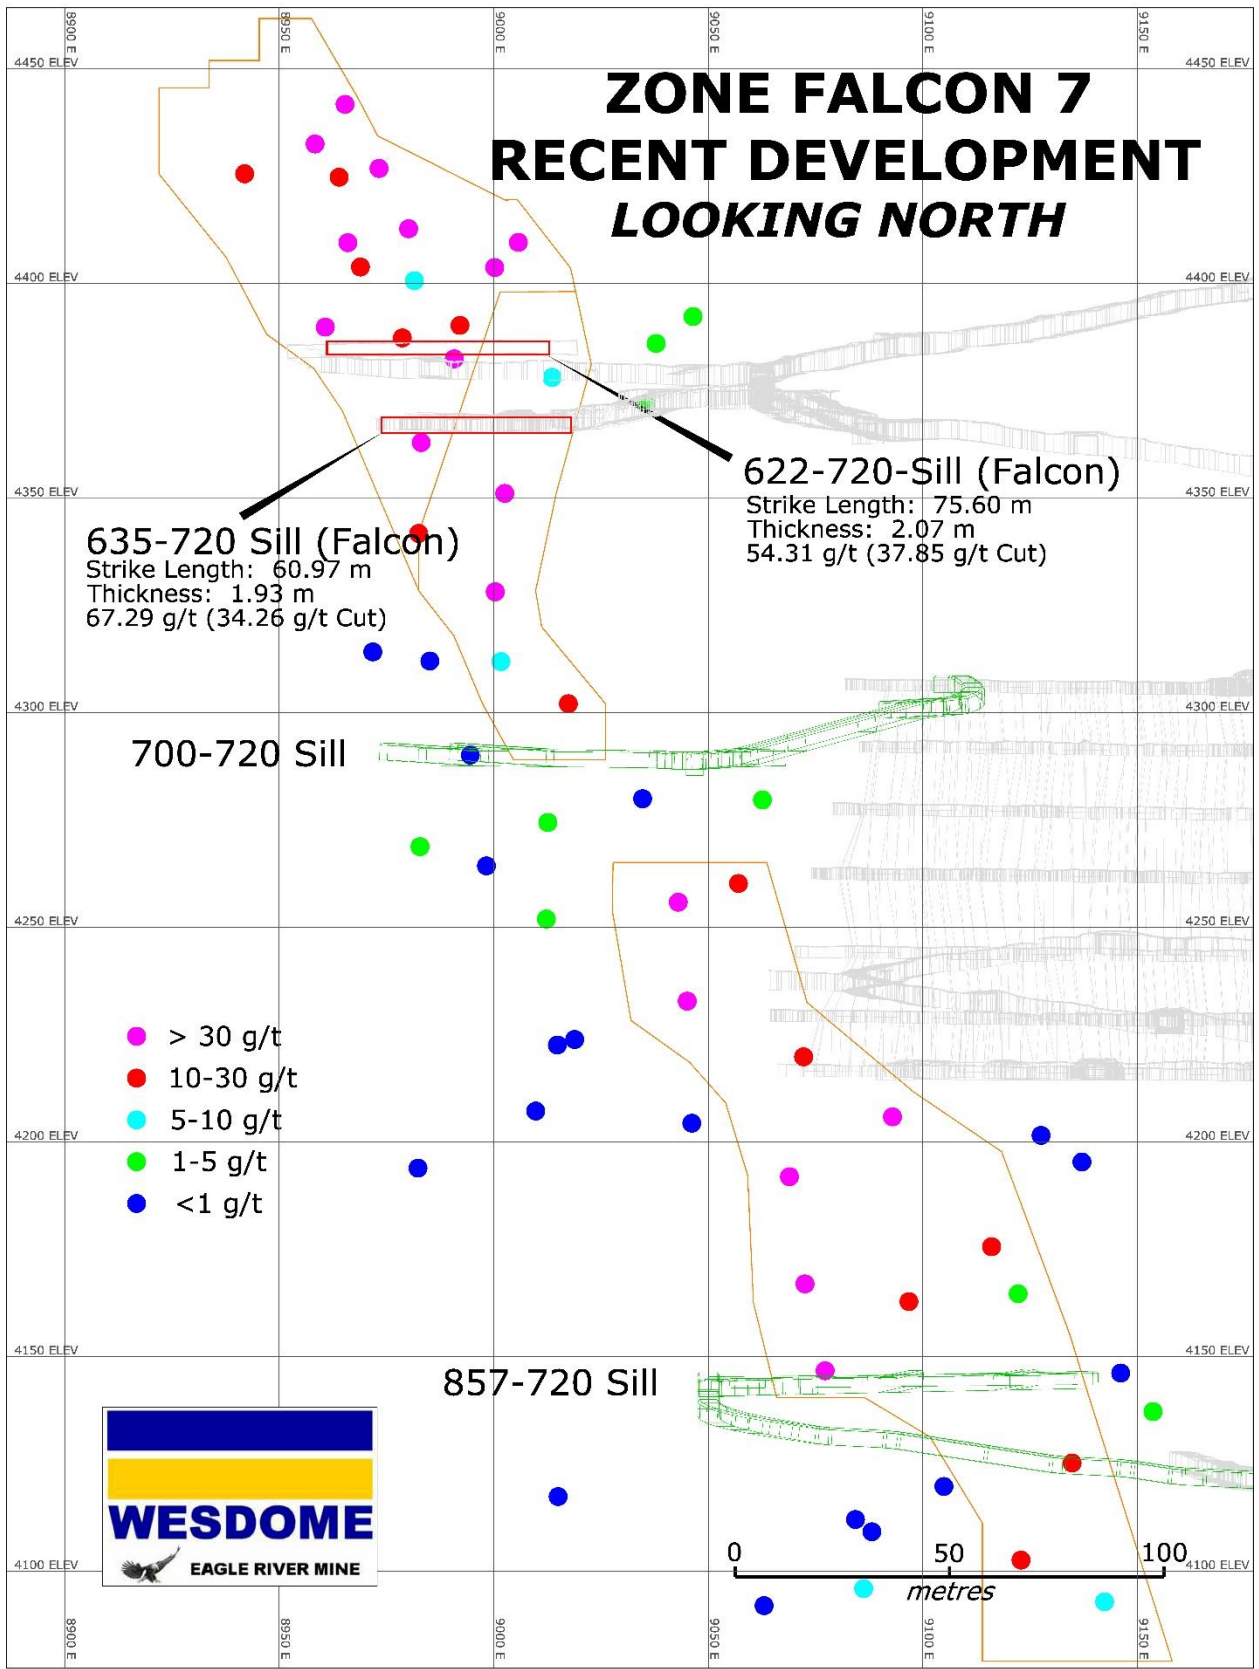 8900 E
8950 E
9000 E
9050 E
9100 E
9150 E
4450 ELEV
4450 ELEV
ZONE FALCON 7
RECENT DEVELOPMENT
LOOKING NORTH
4400 ELEV
4400 ELEV
622-720-Sill (Falcon)
Strike Length: 75.60 m
Thickness: 2.07 m
54.31 g/t (37.85 g/t Cut)
4350 ELEV
4350 ELEV
635-720 Sill (Falcon)
Strike Length: 60.97 m
Thickness: 1.93 m
67.29 g/t (34.26 g/t Cut)
4300 ELEV
4300 ELEV
700-720 Sill
4250 ELEV
4250 ELEV
> 30 g/t
10-30 g/t
5-10 g/t
1-5 g/t
<1 g/t
4200 ELEV
4200 ELEV
4150 ELEV
4150 ELEV
857-720 Sill
WESDOME
EAGLE RIVER MINE
4100 ELEV
4100 ELEV
0 50 100
metres
8900 E
8950 E
9000 E
9050 E
9100 E
9150 E